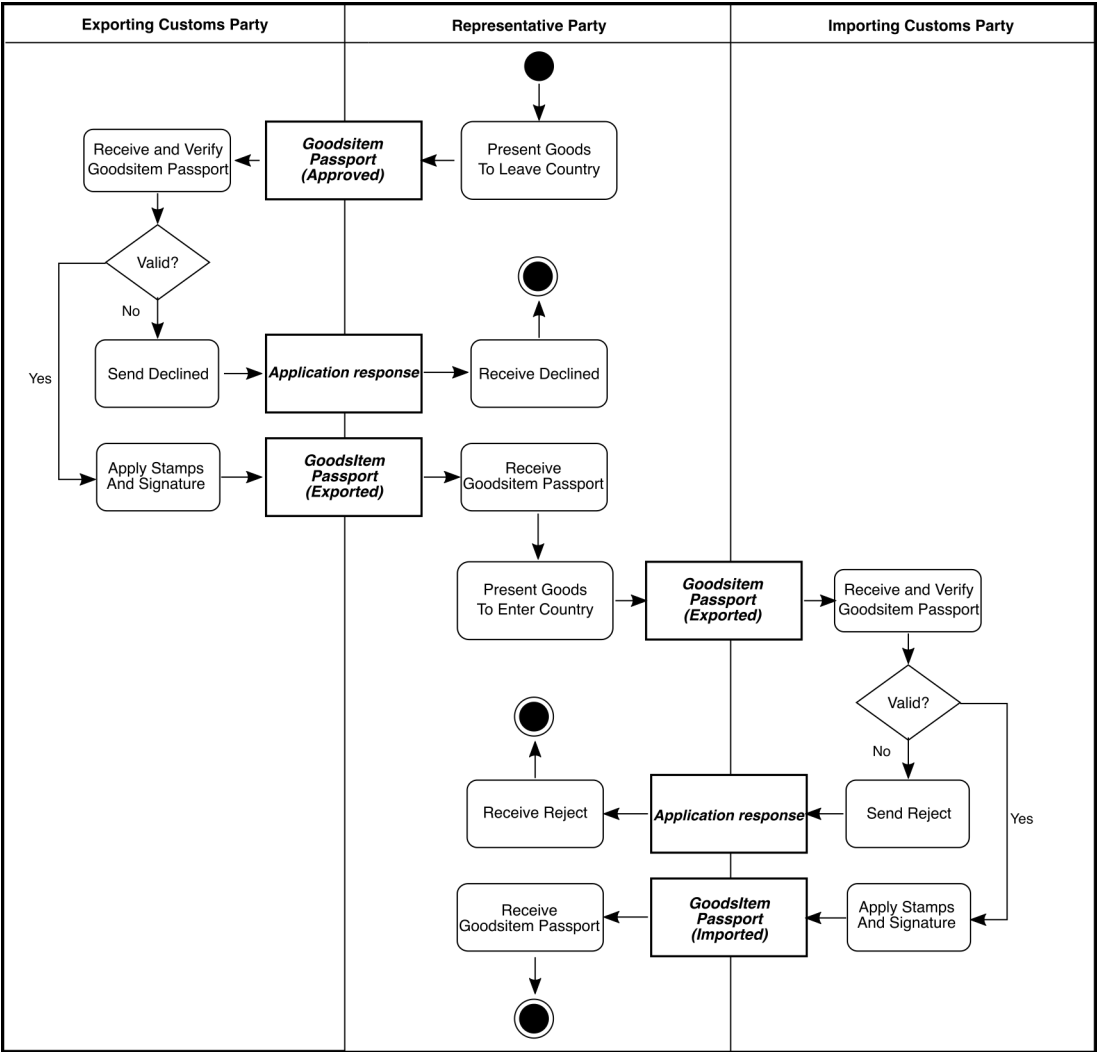 Exporting Customs Party
Representative Party
Importing Customs Party
Receive and Verify
Goodsitem Passport
Goodsitem
Passport
(Approved)
Present Goods
To Leave Country
Valid?
No
Yes
Send Declined
Application response
Receive Declined
Apply Stamps
And Signature
GoodsItem
Passport
(Exported)
Receive
Goodsitem Passport
Present Goods
To Enter Country
Goodsitem
Passport
(Exported)
Receive and Verify
Goodsitem Passport
Valid?
No
Yes
Receive Reject
Application response
Send Reject
Receive
Goodsitem Passport
GoodsItem
Passport
(Imported)
Apply Stamps
And Signature